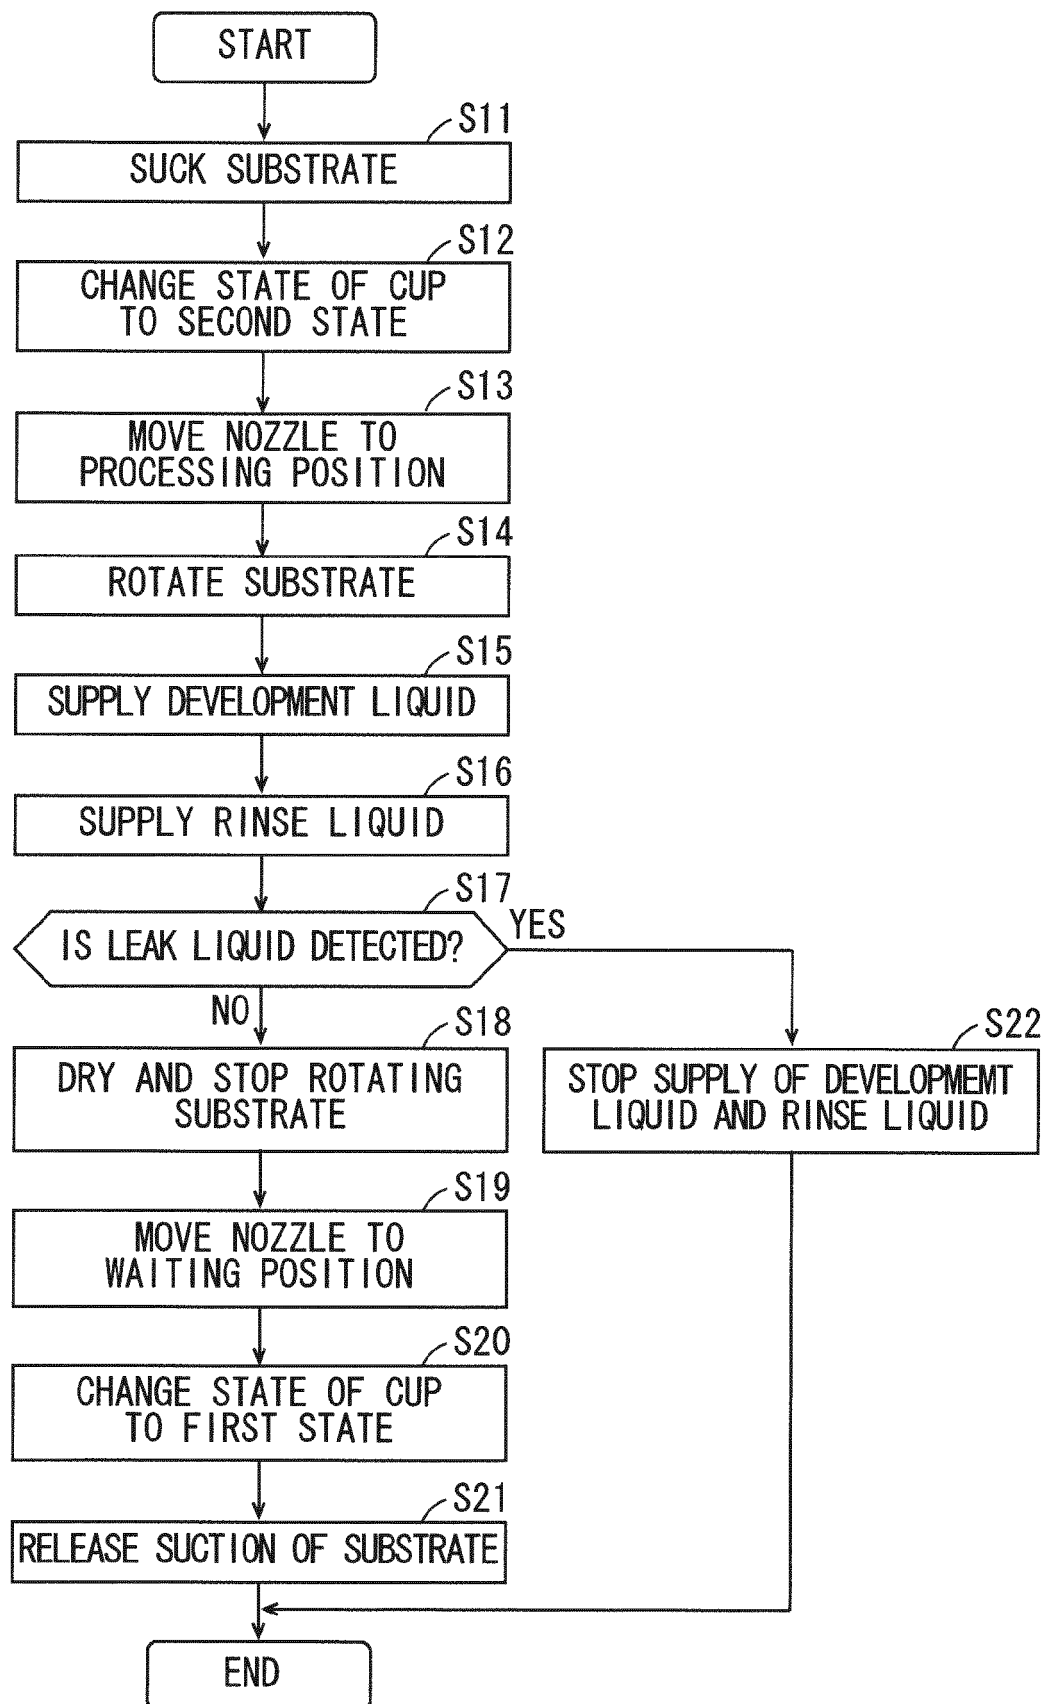 START
S11
SUCK SUBSTRATE
S12
CHANGE STATE OF CUP
TO SECOND STATE
S13
MOVE NOZZLE TO
PROCESSING POSITION
S14
ROTATE SUBSTRATE
S15
SUPPLY DEVELOPMENT LIQUID
S16
SUPPLY RINSE LIQUID
S17
IS LEAK LIQUID DETECTED?
YES
NO
S18
DRY AND STOP ROTATING
SUBSTRATE
S22
STOP SUPPLY OF DEVELOPMEMT
LIQUID AND RINSE LIQUID
S19
MOVE NOZZLE TO
WAITING POSITION
S20
CHANGE STATE OF CUP
TO FIRST STATE
S21
RELEASE SUCTION OF SUBSTRATE
END